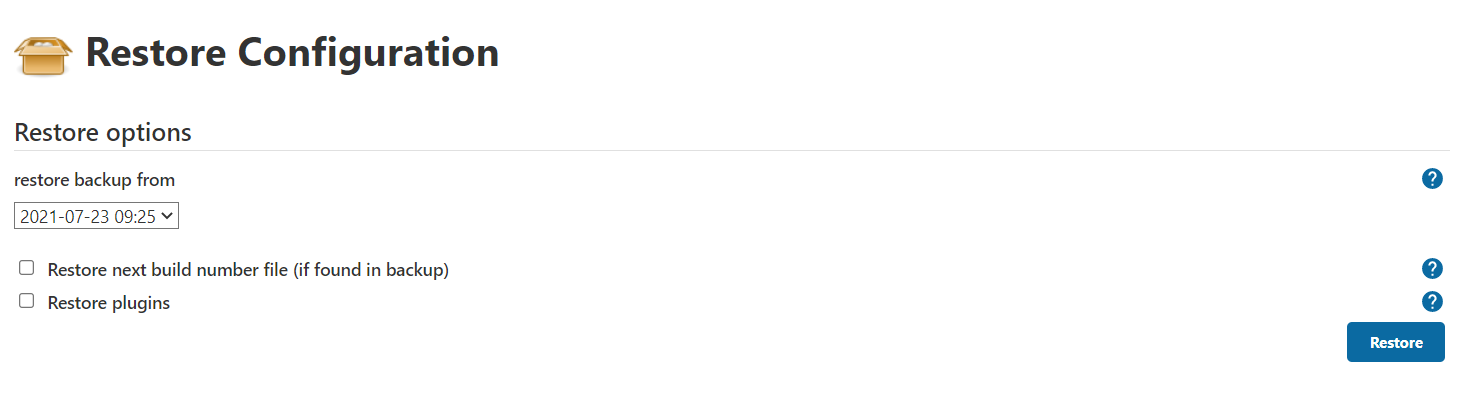 Restore Configuration
Restore options
restore backup from
?
2021-07-23 09:25
Restore next build number file (if found in backup)
?
Restore plugins
?
Restore